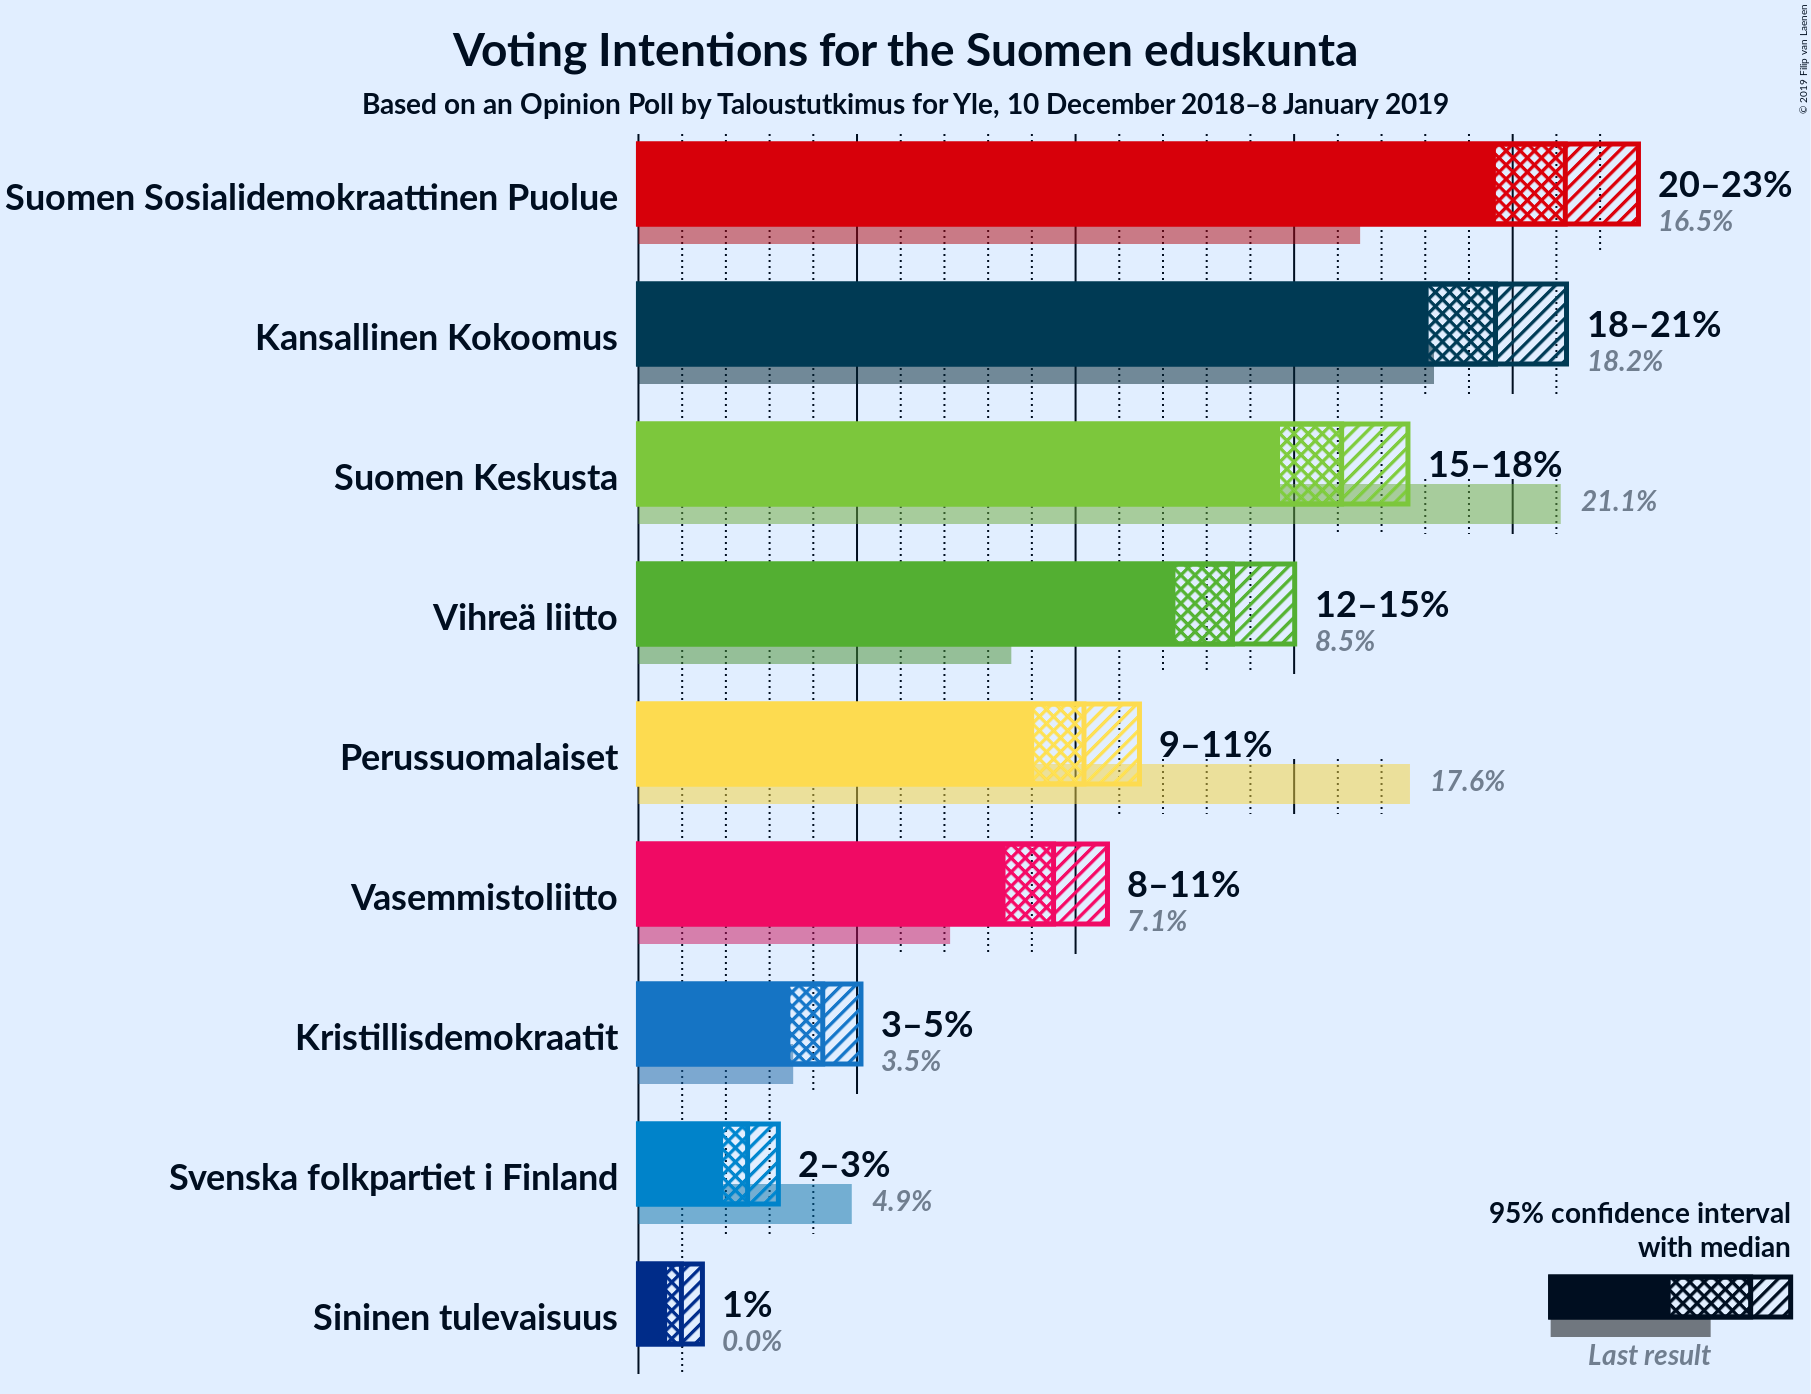 Voting Intentions for the Suomen eduskunta
Based on an Opinion Poll by Taloustutkimus for Yle, 10 December 2018–8 January 2019
© 2019 Filip van Laenen
Suomen Sosialidemokraattinen Puolue
20–23%
16.5%
Kansallinen Kokoomus
18–21%
18.2%
Suomen Keskusta
15–18%
21.1%
Vihreä liitto
12–15%
8.5%
Perussuomalaiset
9–11%
17.6%
Vasemmistoliitto
8–11%
7.1%
Kristillisdemokraatit
3–5%
3.5%
Svenska folkpartiet i Finland
2–3%
4.9%
Sininen tulevaisuus
1%
0.0%
95% confidence interval
with median
Last result